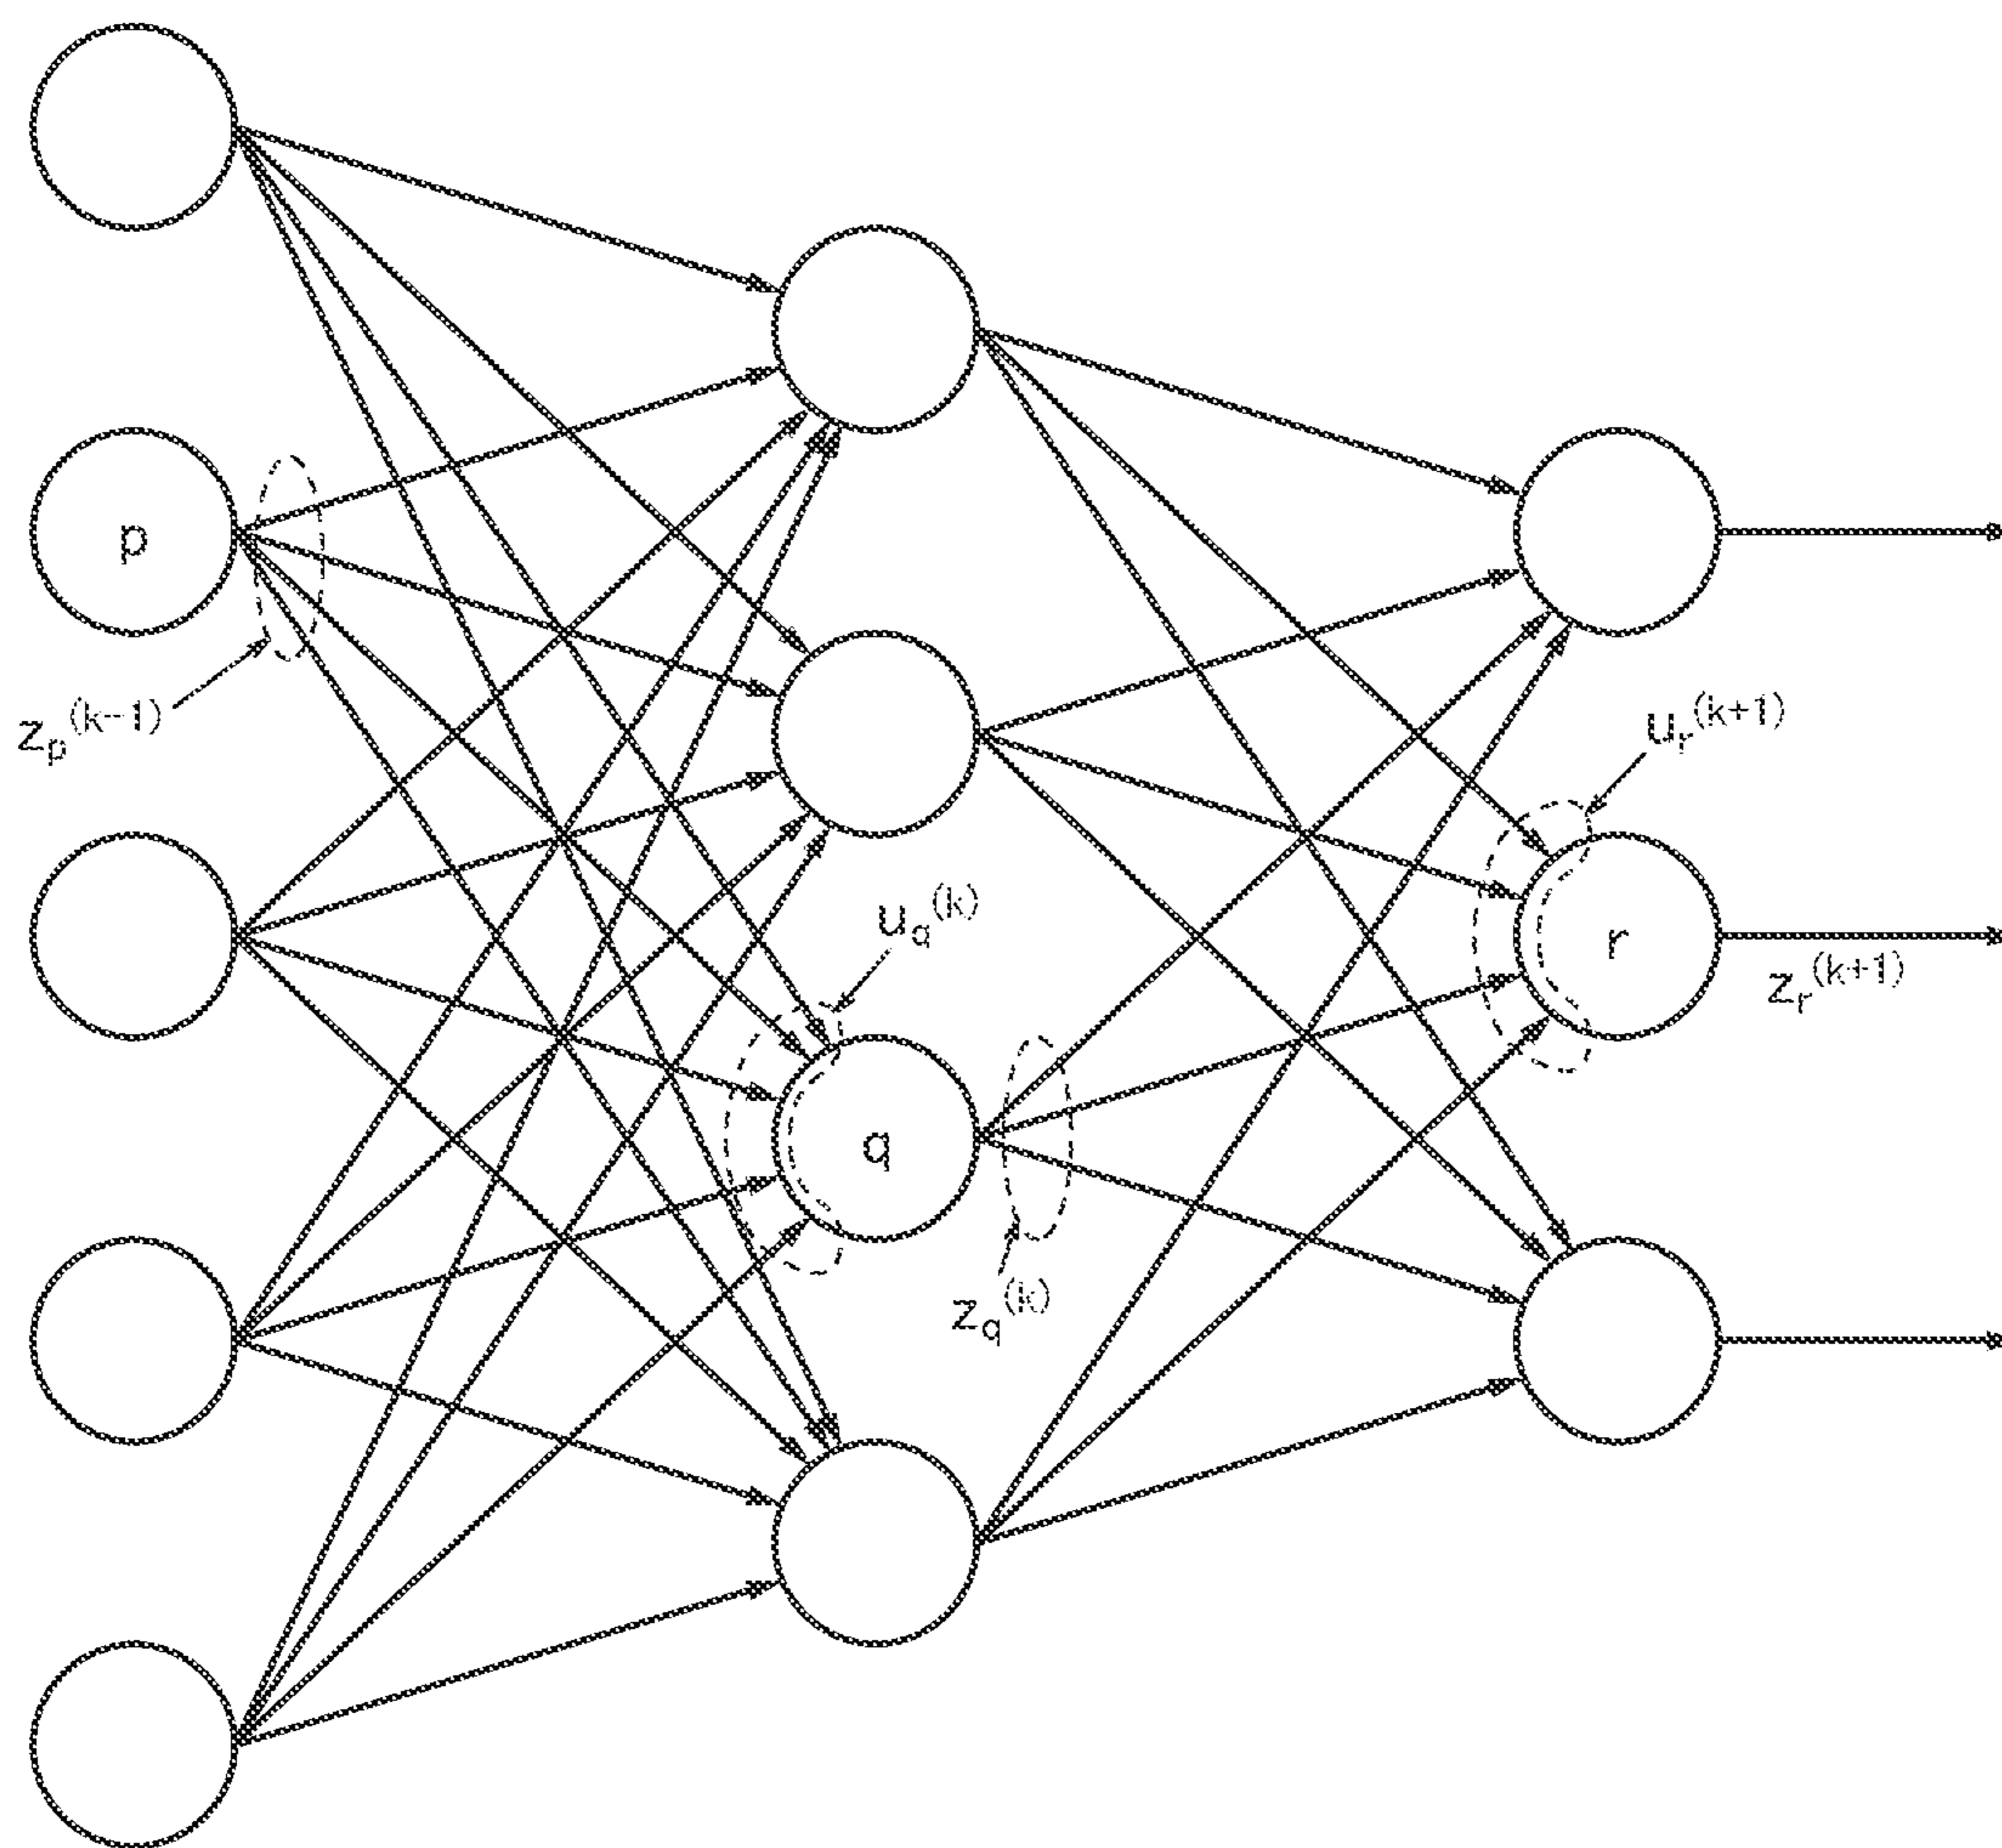 p
z_p^(k-1)
u_r^(k+1)
u_q^(k)
r
z_r^(k+1)
q
z_q^(k)